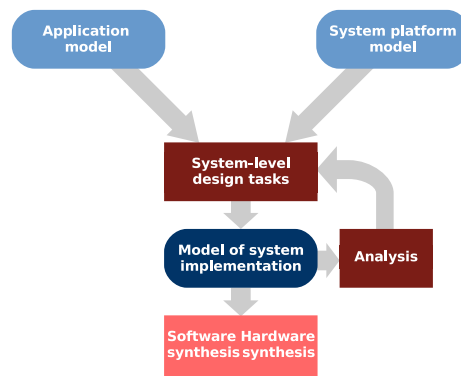 Application
model
System platform
model
System-level
design tasks
Model of system
implementation
Analysis
Software Hardware
synthesis synthesis